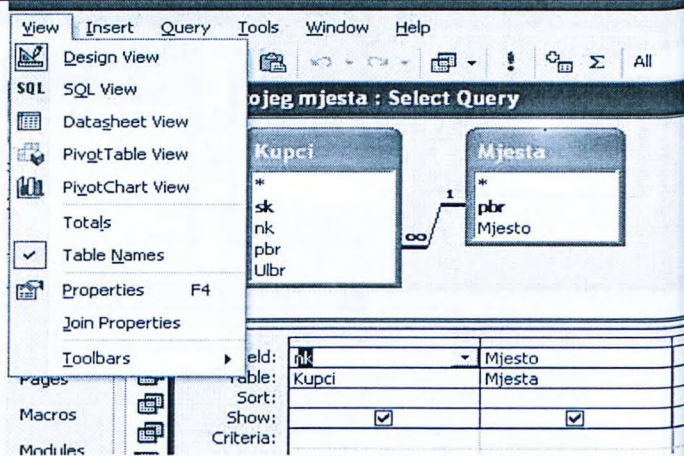 View Insert Query Tools Window Help
Design View
SQL SQL View
Datasheet View
PivotTable View
PivotChart View
Totals
Table Names
Properties F4
Join Properties
Toolbars
All
ojeg mjesta : Select Query
Kupci
*
sk
nk
pbr
Ulbr
∞
1
Mjesta
*
pbr
Mjesto
eld: nk Mjesto
Table: Kupci Mjesta
Sort:
Show:
Criteria:
Pages
Macros
Modules